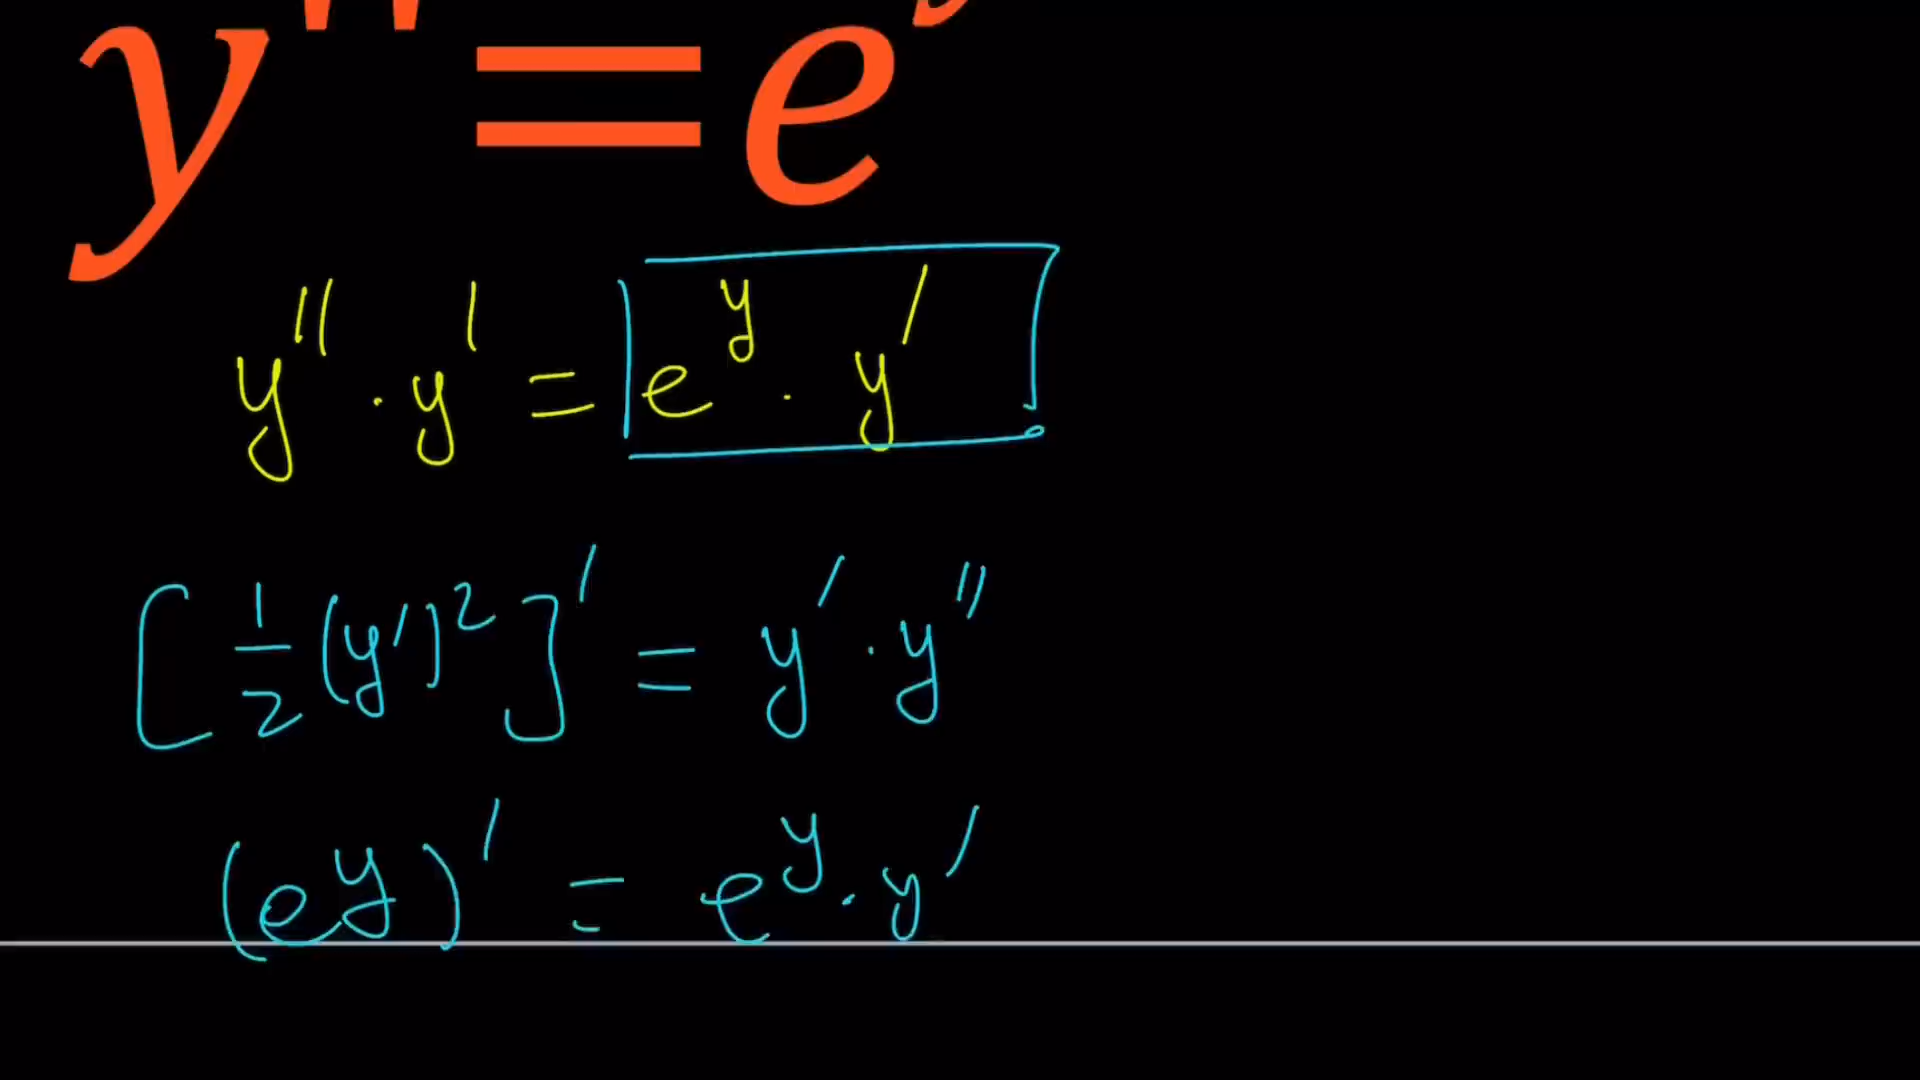 y''=e
y''·y' = e^y · y'
[1/2 (y')^2]' = y'·y''
(e^y)' = e^y·y'